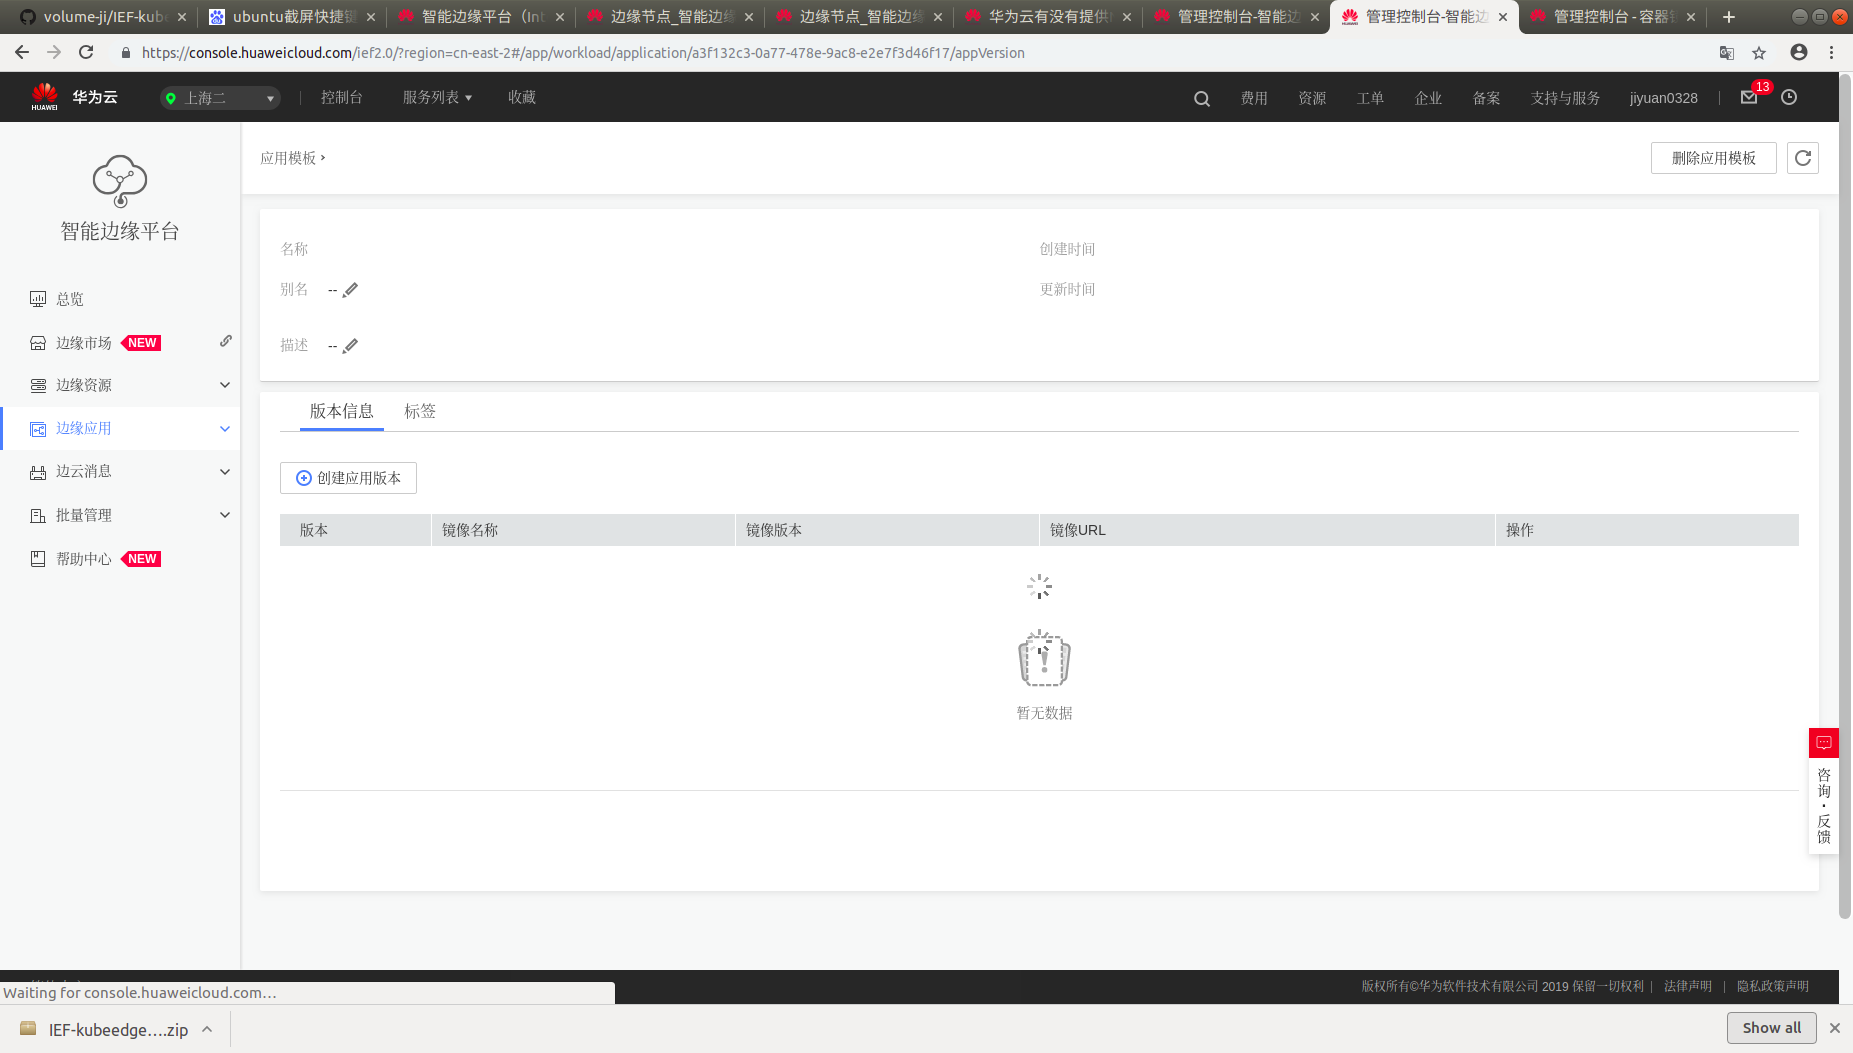 volume-ji/IEF-kub
ubuntu截屏快捷键
智能边缘平台（Int
边缘节点_智能边缘
边缘节点_智能边缘
华为云有没有提供
管理控制台-智能边
管理控制台-智能边
管理控制台 - 容器
https://console.huaweicloud.com/ief2.0/?region=cn-east-2#/app/workload/application/a3f132c3-0a77-478e-9ac8-e2e7f3d46f17/appVersion
HUAWEI
华为云
上海二
控制台
服务列表
收藏
费用
资源
工单
企业
备案
支持与服务
jiyuan0328
13
智能边缘平台
总览
边缘市场 NEW
边缘资源
边缘应用
边云消息
批量管理
帮助中心 NEW
应用模板 ›
删除应用模板
名称
创建时间
别名 --
更新时间
描述 --
版本信息
标签
创建应用版本
版本
镜像名称
镜像版本
镜像URL
操作
暂无数据
咨询·反馈
版权所有©华为软件技术有限公司 2019 保留一切权利 | 法律声明 | 隐私政策声明
Waiting for console.huaweicloud.com…
IEF-kubeedge….zip
Show all